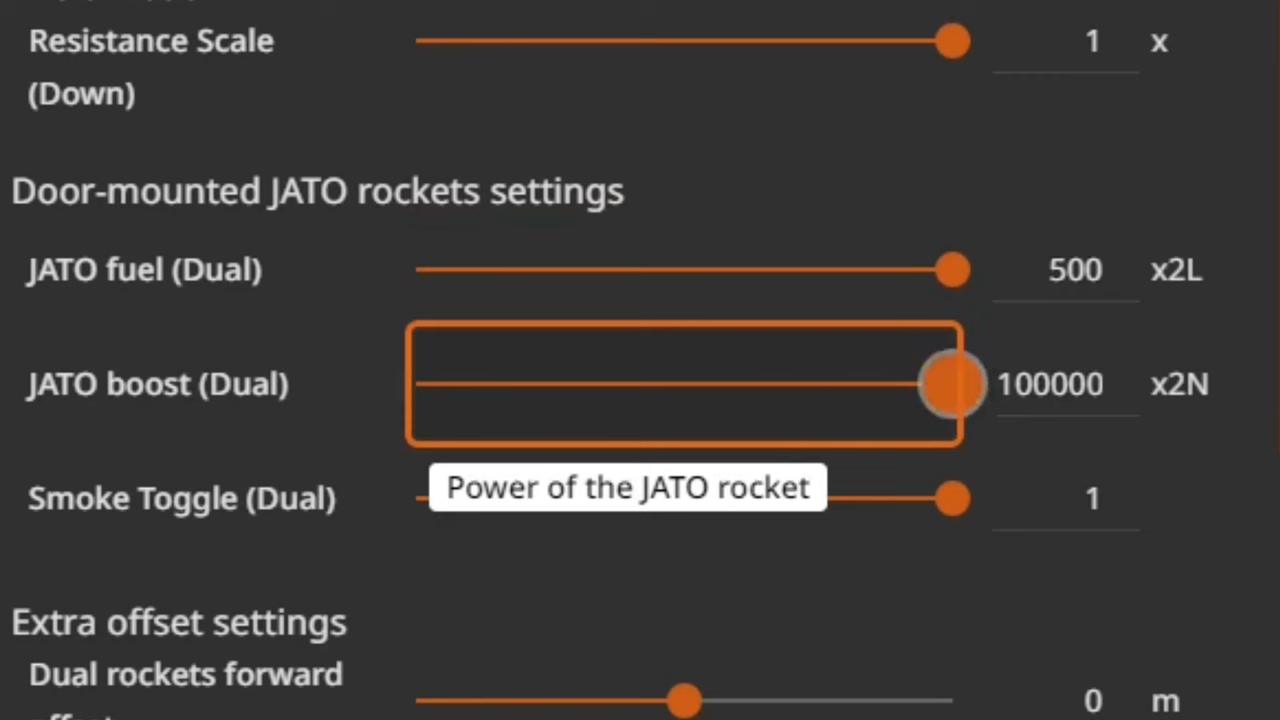 Resistance Scale 1 x
(Down)
Door-mounted JATO rockets settings
JATO fuel (Dual) 500 x2L
JATO boost (Dual) 100000 x2N
Power of the JATO rocket
Smoke Toggle (Dual) 1
Extra offset settings
Dual rockets forward
0 m